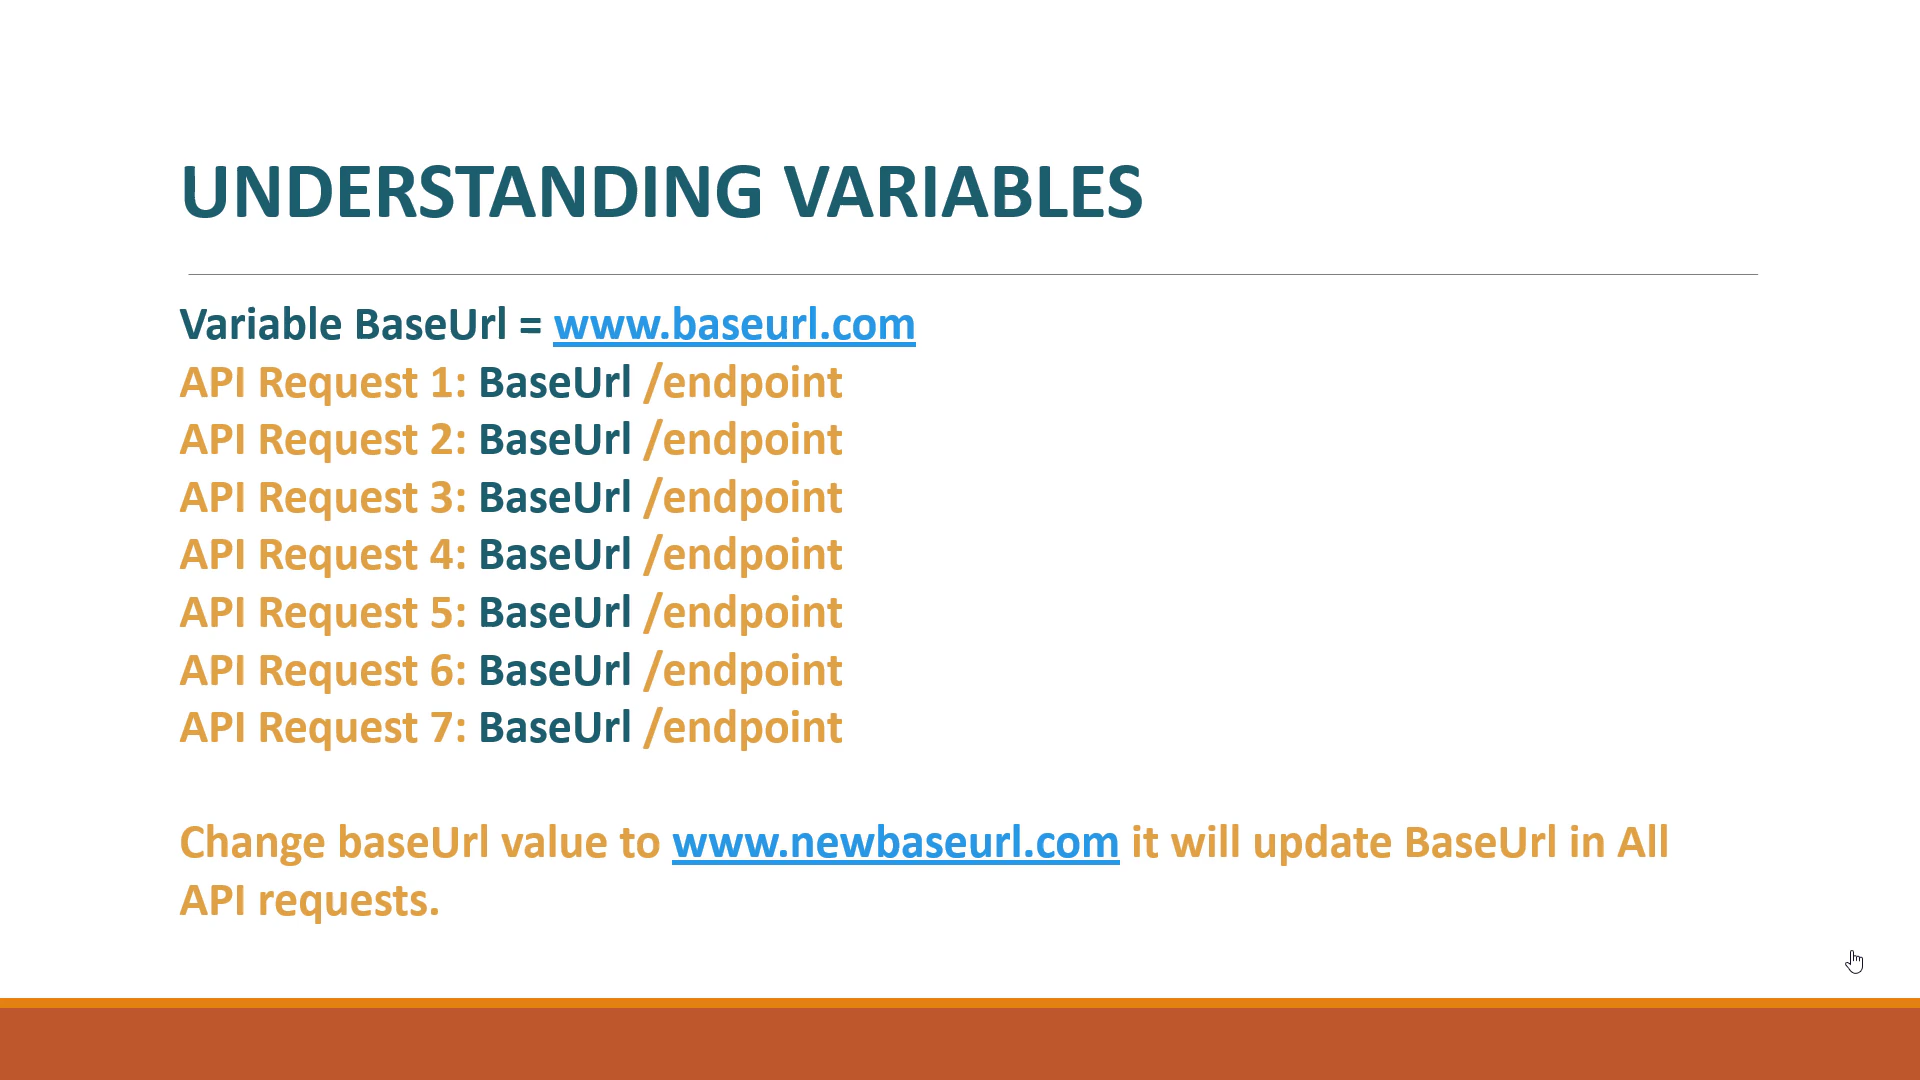 UNDERSTANDING VARIABLES
Variable BaseUrl = www.baseurl.com
API Request 1: BaseUrl /endpoint
API Request 2: BaseUrl /endpoint
API Request 3: BaseUrl /endpoint
API Request 4: BaseUrl /endpoint
API Request 5: BaseUrl /endpoint
API Request 6: BaseUrl /endpoint
API Request 7: BaseUrl /endpoint
Change baseUrl value to www.newbaseurl.com it will update BaseUrl in All
API requests.